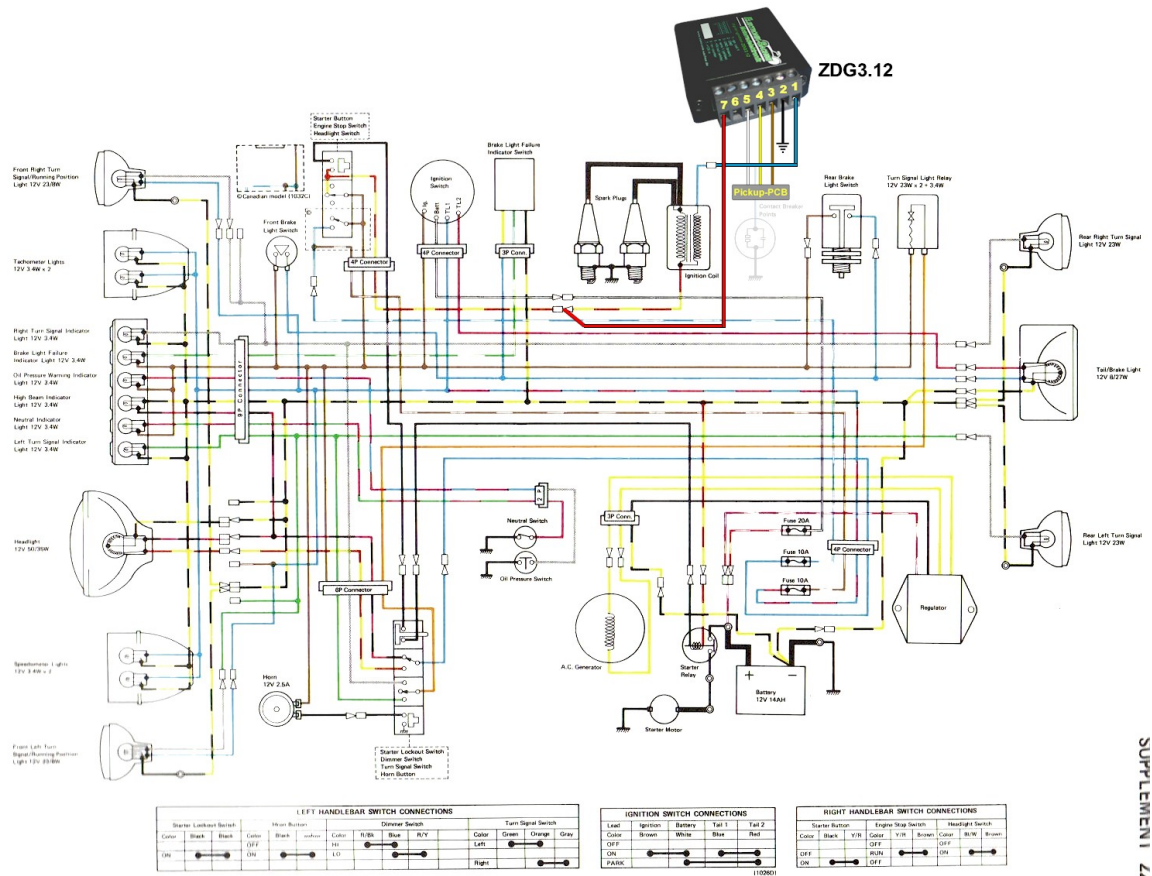 ZDG3.12
7 6 5 4 3 2 1
Pickup-PCB
Contact Breaker
Points
Starter Button
Engine Stop Switch
Headlight Switch
Brake Light Failure
Indicator Switch
Ignition
Switch
Ig.
Batt
TL1
TL2
©Canadian model (1032C)
Front Brake
Light Switch
Spark Plugs
Ignition Coil
Rear Brake
Light Switch
Turn Signal Light Relay
12V 23W x 2 + 3.4W
4P Connector
4P Connector
3P Conn.
Front Right Turn
Signal/Running Position
Light 12V 23/8W
Tachometer Lights
12V 3.4W x 2
Right Turn Signal Indicator
Light 12V 3.4W
Brake Light Failure
Indicator Light 12V 3.4W
Oil Pressure Warning Indicator
Light 12V 3.4W
High Beam Indicator
Light 12V 3.4W
Neutral Indicator
Light 12V 3.4W
Left Turn Signal Indicator
Light 12V 3.4W
9P Connector
Rear Right Turn Signal
Light 12V 23W
Tail/Brake Light
12V 8/27W
Rear Left Turn Signal
Light 12V 23W
Headlight
12V 50/35W
Speedometer Lights
12V 3.4W x 2
Front Left Turn
Signal/Running Position
Light 12V
6P Connector
Neutral Switch
Oil Pressure Switch
3P Conn.
Fuse 20A
Fuse 10A
Fuse 10A
4P Connector
Regulator
A.C. Generator
Starter
Relay
Battery
12V 14AH
+ −
Starter Motor
Horn
12V 2.5A
Starter Lockout Switch
Dimmer Switch
Turn Signal Switch
Horn Button
LEFT HANDLEBAR SWITCH CONNECTIONS
Starter Lockout Switch Horn Button Dimmer Switch Turn Signal Switch
Color Black Black Color Black Color R/Bk Blue R/Y Color Green Orange Gray
OFF HI Left
ON ON LO
Right
IGNITION SWITCH CONNECTIONS
Lead Ignition Battery Tail 1 Tail 2
Color Brown White Blue Red
OFF
ON
PARK
(1026D)
RIGHT HANDLEBAR SWITCH CONNECTIONS
Starter Button Engine Stop Switch Headlight Switch
Color Black Y/R Color Y/R Brown Color Bl/W Brown
OFF OFF
OFF RUN ON
ON OFF
SUPPLEMENT